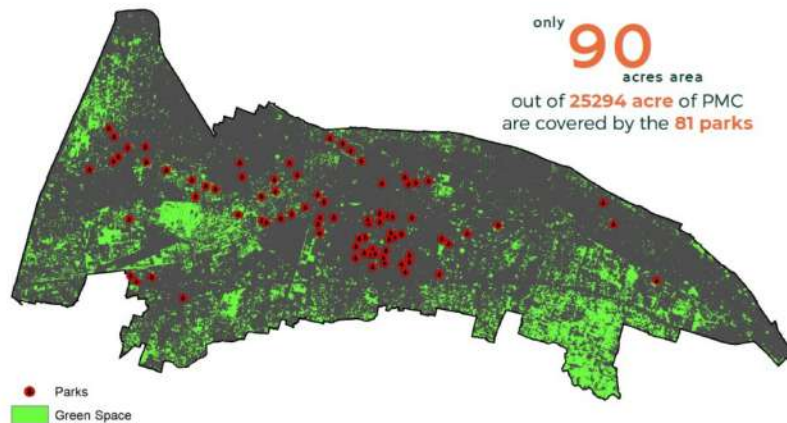 only
90
acres area
out of 25294 acre of PMC
are covered by the 81 parks
Parks
Green Space